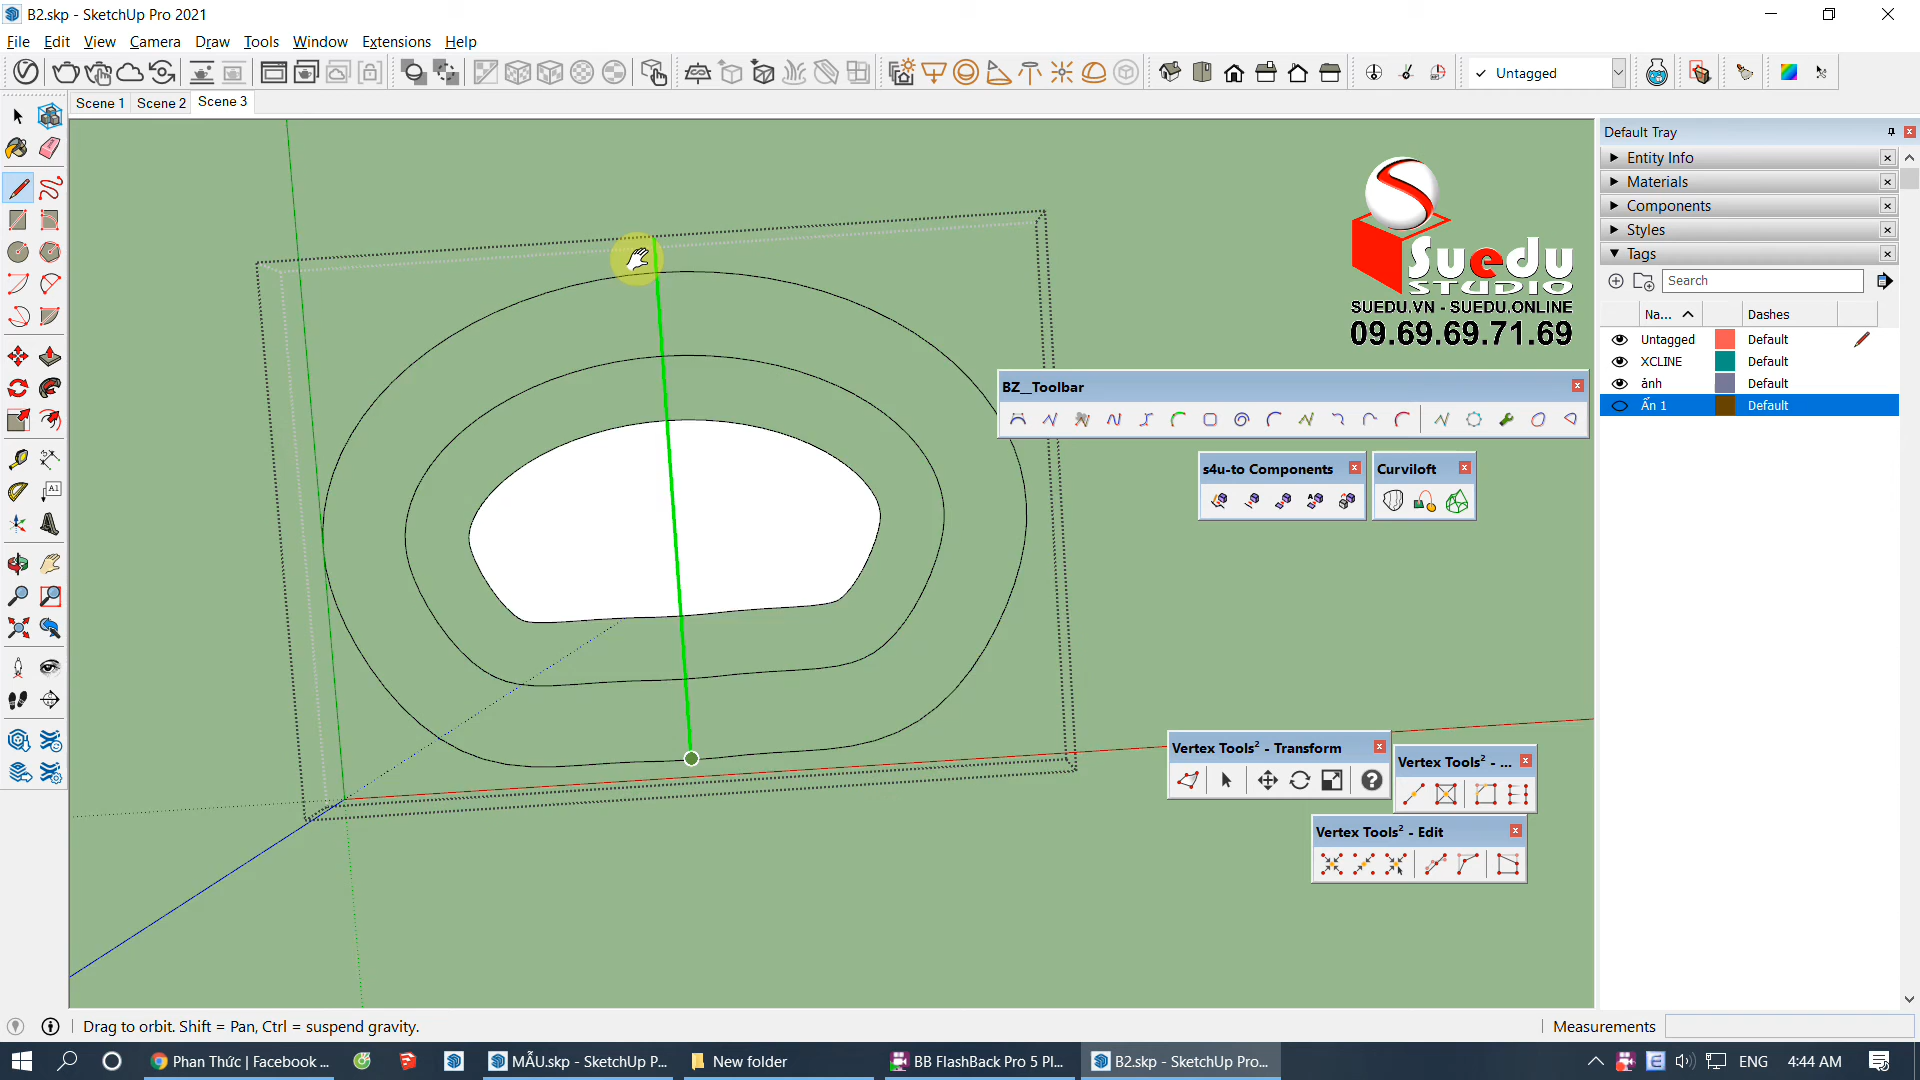 B2.skp - SketchUp Pro 2021
File Edit View Camera Draw Tools Window Extensions Help
Untagged
Scene 1 Scene 2 Scene 3
Default Tray
Entity Info
Materials
Components
Styles
Tags
Search
Na... Dashes
Untagged Default
XCLINE Default
ảnh Default
Ẩn 1 Default
Suedu
STUDIO
SUEDU.VN - SUEDU.ONLINE
09.69.69.71.69
BZ__Toolbar
s4u-to Components
Curviloft
Vertex Tools² - Transform
Vertex Tools² - ...
Vertex Tools² - Edit
Drag to orbit. Shift = Pan, Ctrl = suspend gravity.
Measurements
Phan Thức | Facebook ...
MẪU.skp - SketchUp P...
New folder
BB FlashBack Pro 5 Pl...
B2.skp - SketchUp Pro...
ENG
4:44 AM